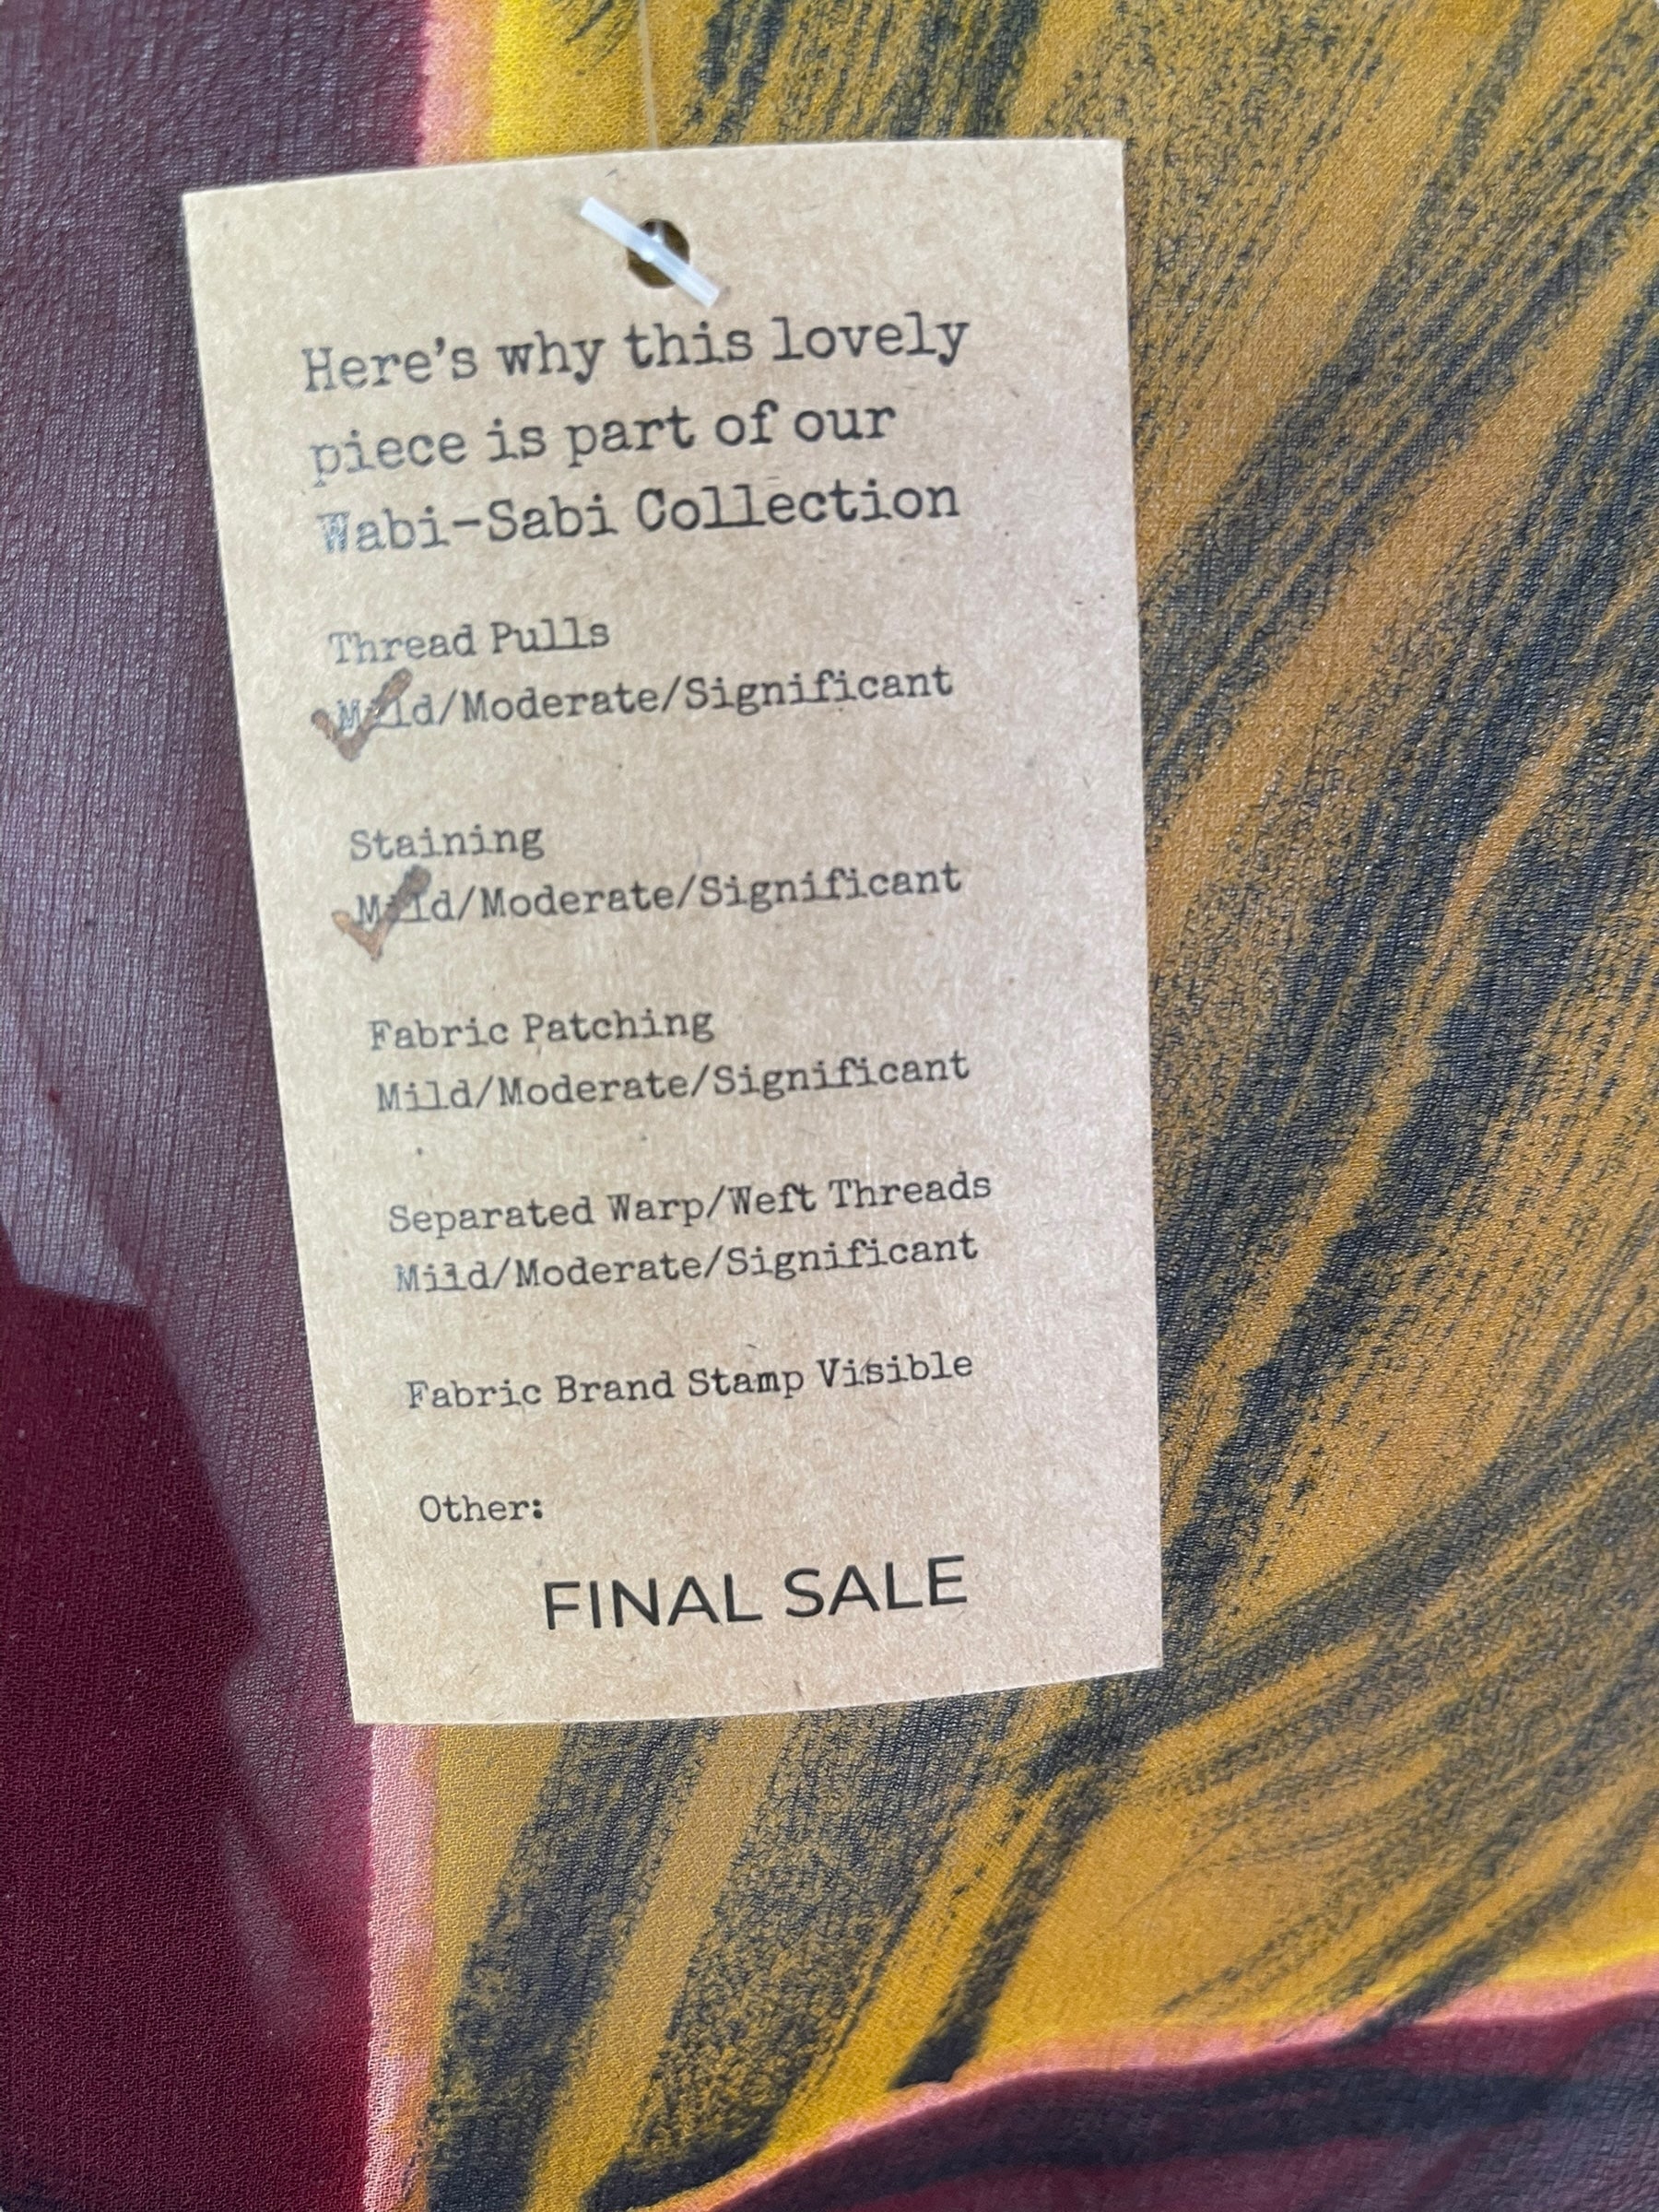 Here's why this lovely
piece is part of our
Wabi-Sabi Collection
Thread Pulls
Mild/Moderate/Significant
Staining
Mild/Moderate/Significant
Fabric Patching
Mild/Moderate/Significant
Separated Warp/Weft Threads
Mild/Moderate/Significant
Fabric Brand Stamp Visible
Other:
FINAL SALE